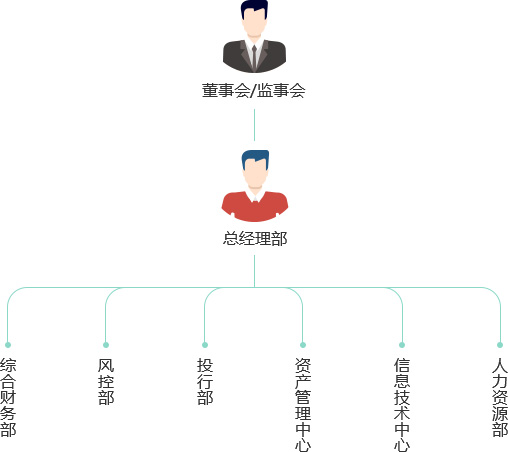 董事会/监事会
总经理部
综合财务部
风控部
投行部
资产管理中心
信息技术中心
人力资源部